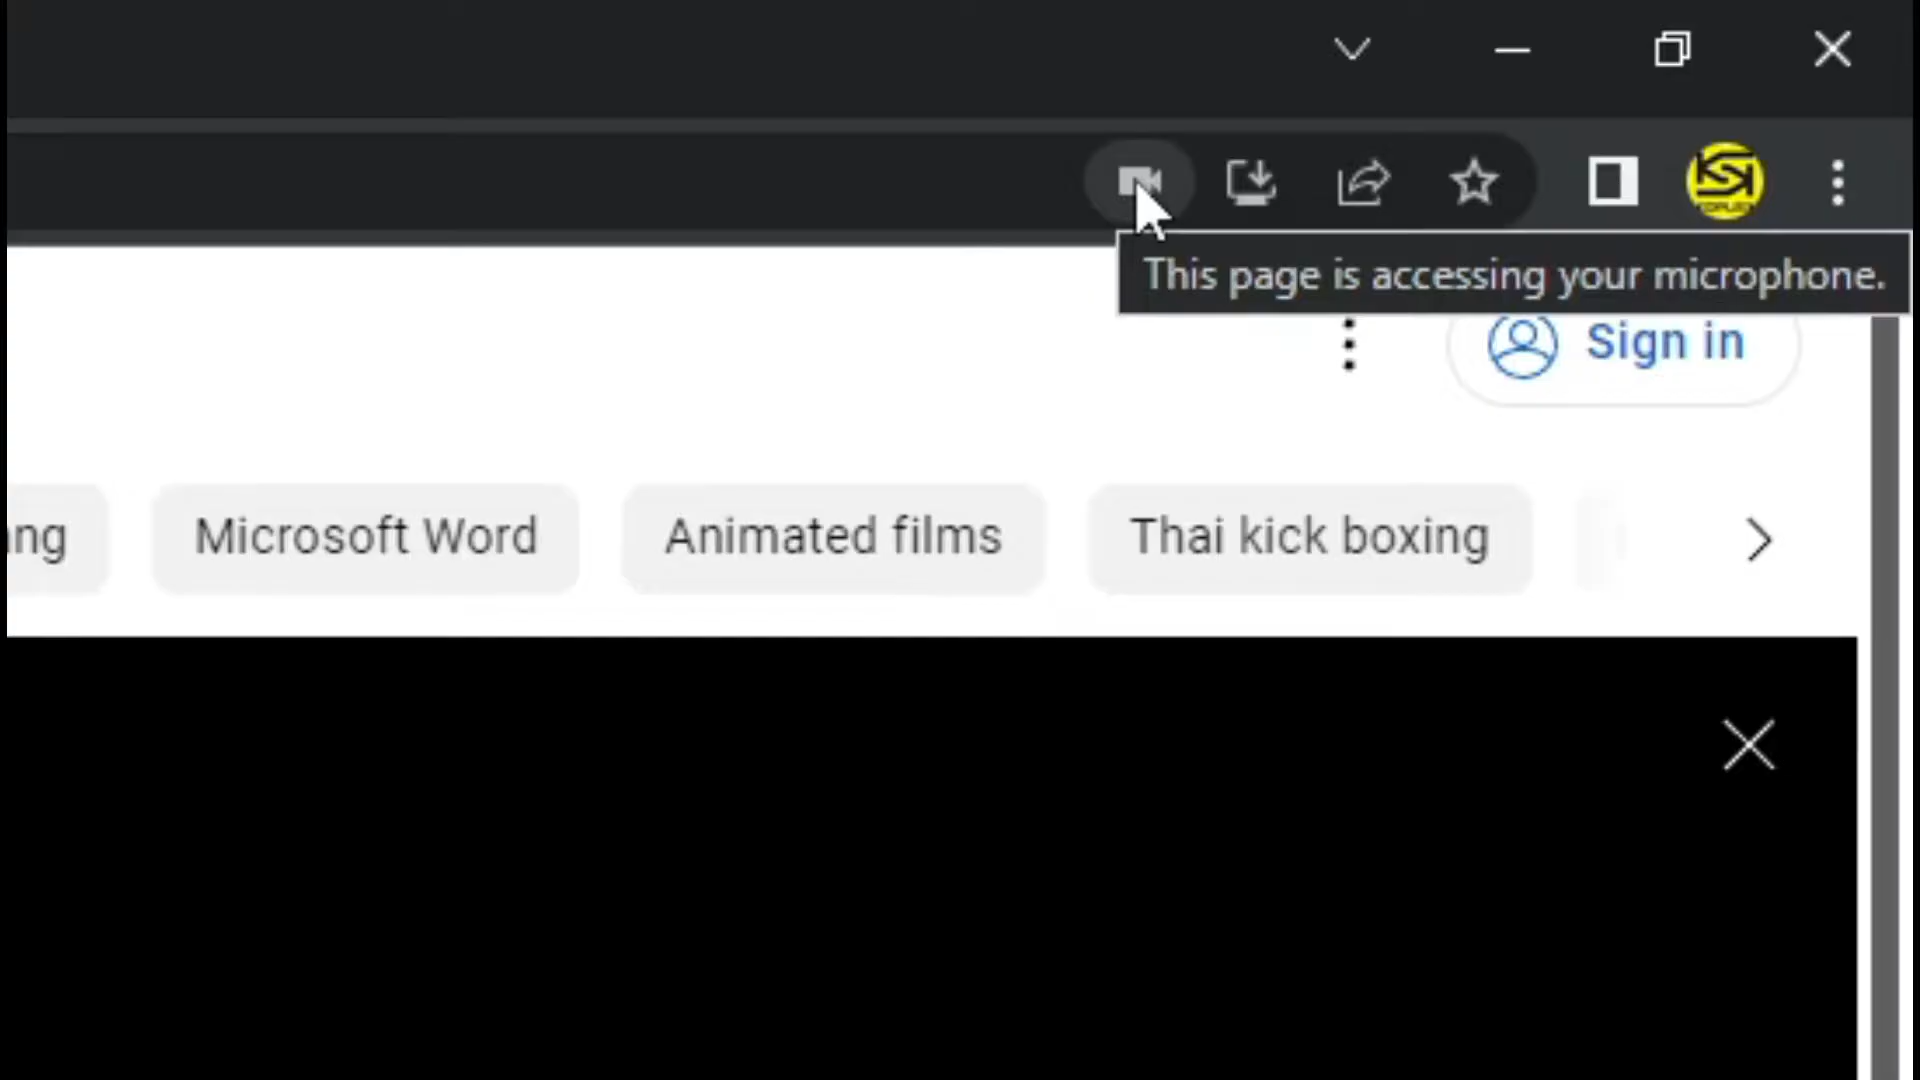 This page is accessing your microphone.
Sign in
ng
Microsoft Word
Animated films
Thai kick boxing